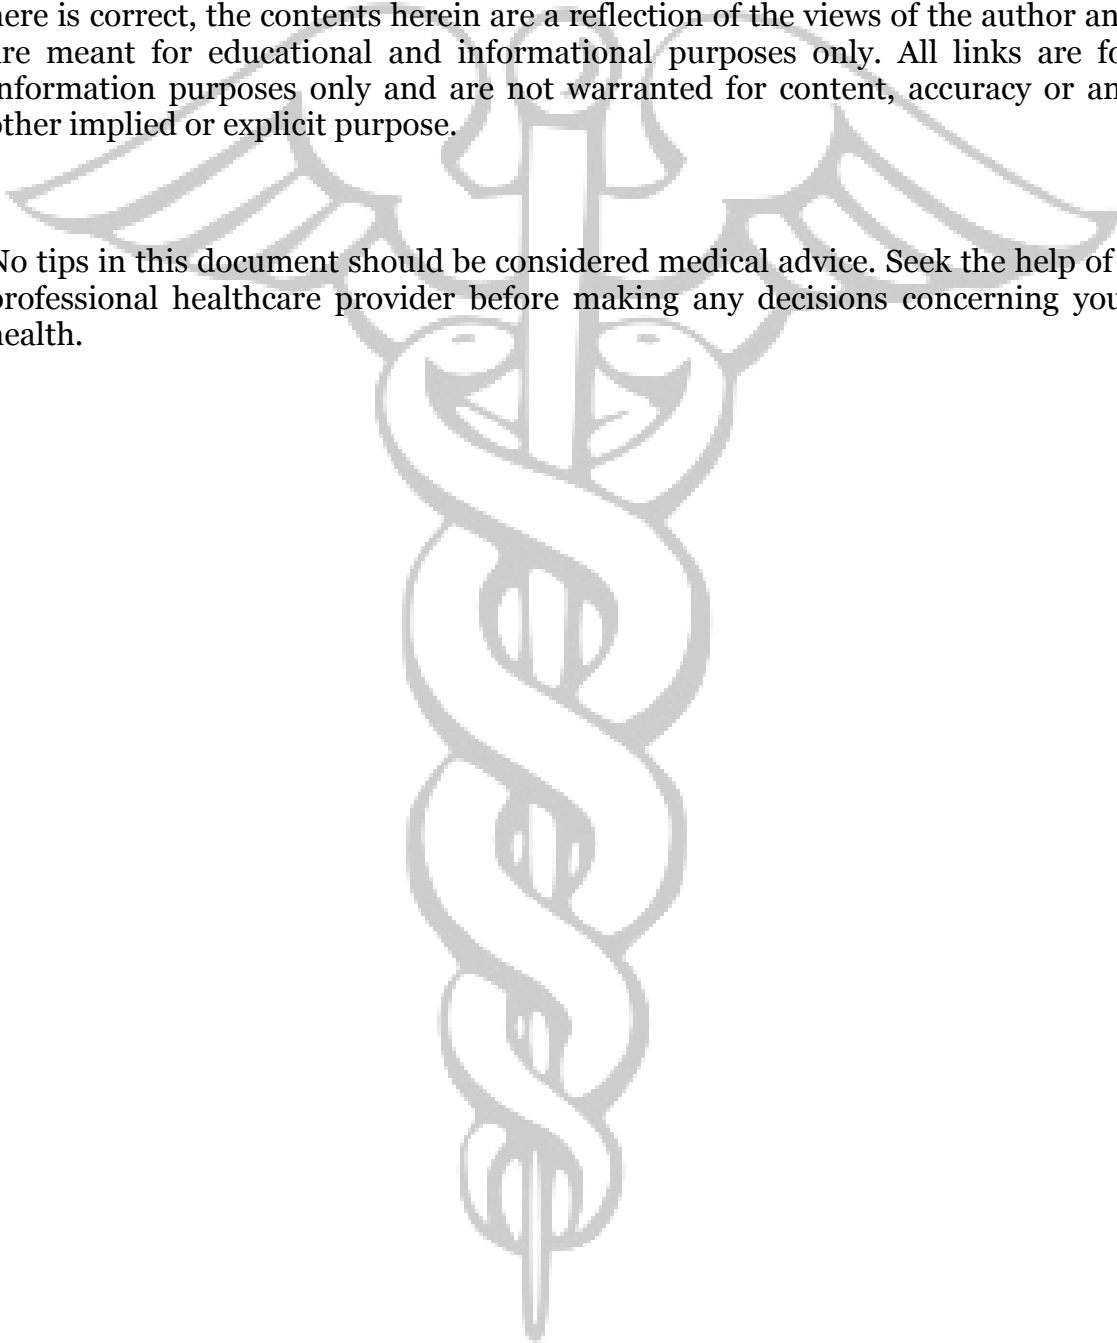 here is correct, the contents herein are a reflection of the views of the author an
re meant for educational and informational purposes only. All links are fo
nformation purposes only and are not warranted for content, accuracy or an
other implied or explicit purpose.
No tips in this document should be considered medical advice. Seek the help of
professional healthcare provider before making any decisions concerning you
health.